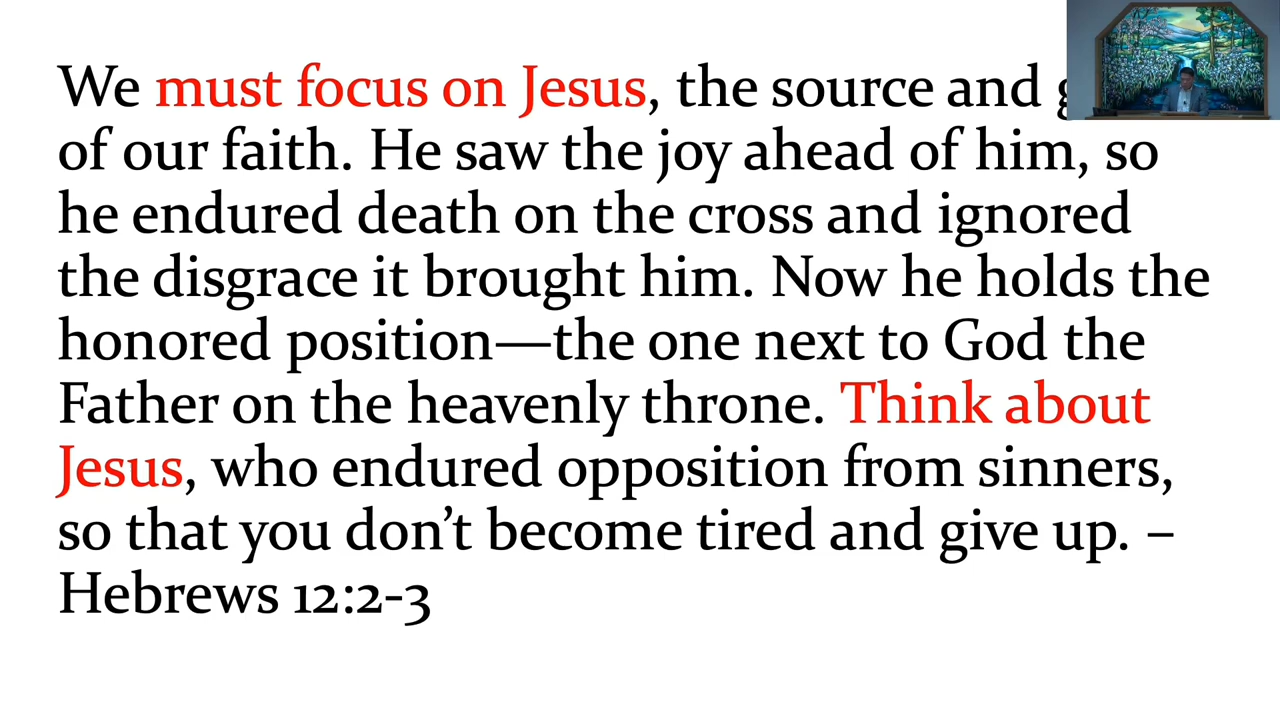 We must focus on Jesus, the source and
of our faith. He saw the joy ahead of him, so
he endured death on the cross and ignored
the disgrace it brought him. Now he holds the
honored position—the one next to God the
Father on the heavenly throne. Think about
Jesus, who endured opposition from sinners,
so that you don’t become tired and give up. –
Hebrews 12:2-3